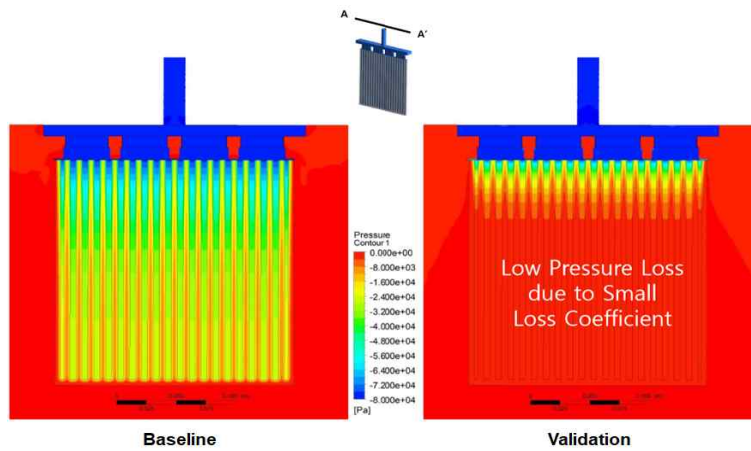 A
A'
Pressure
Contour 1
0.000e+00
-8.000e+03
-1.600e+04
-2.400e+04
-3.200e+04
-4.000e+04
-4.800e+04
-5.600e+04
-6.400e+04
-7.200e+04
-8.000e+04
[Pa]
Low Pressure Loss
due to Small
Loss Coefficient
Baseline
Validation